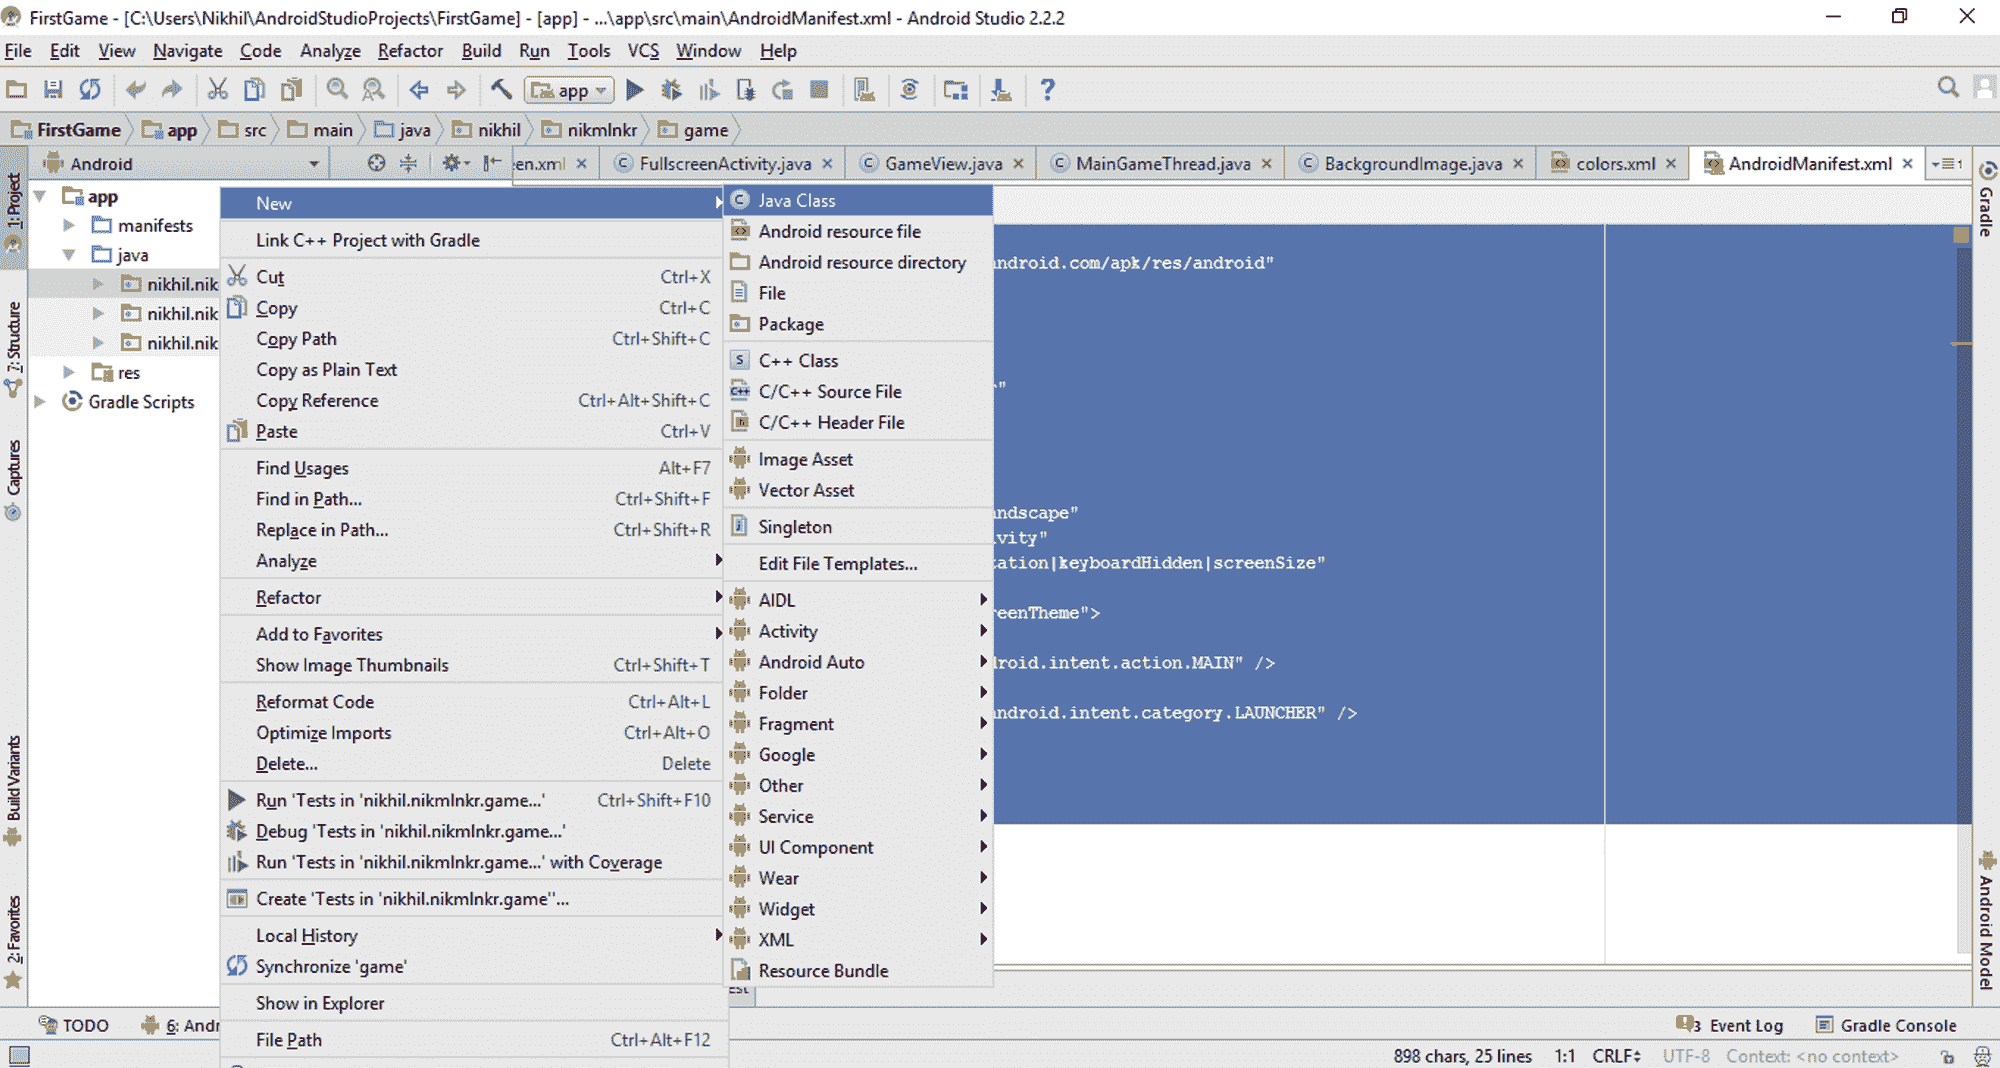 FirstGame - [C:\Users\Nikhil\AndroidStudioProjects\FirstGame] - [app] - ...\app\src\main\AndroidManifest.xml - Android Studio 2.2.2
File Edit View Navigate Code Analyze Refactor Build Run Tools VCS Window Help
app
FirstGame app src main java nikhil nikmlnkr game
Android
en.xml FullscreenActivity.java GameView.java MainGameThread.java BackgroundImage.java colors.xml AndroidManifest.xml
1
1: Project
7: Structure
Captures
Build Variants
2: Favorites
app
manifests
java
nikhil.nik
nikhil.nik
nikhil.nik
res
Gradle Scripts
New
Link C++ Project with Gradle
Cut Ctrl+X
Copy Ctrl+C
Copy Path Ctrl+Shift+C
Copy as Plain Text
Copy Reference Ctrl+Alt+Shift+C
Paste Ctrl+V
Find Usages Alt+F7
Find in Path... Ctrl+Shift+F
Replace in Path... Ctrl+Shift+R
Analyze
Refactor
Add to Favorites
Show Image Thumbnails Ctrl+Shift+T
Reformat Code Ctrl+Alt+L
Optimize Imports Ctrl+Alt+O
Delete... Delete
Run 'Tests in 'nikhil.nikmlnkr.game...' Ctrl+Shift+F10
Debug 'Tests in 'nikhil.nikmlnkr.game...'
Run 'Tests in 'nikhil.nikmlnkr.game...' with Coverage
Create 'Tests in 'nikhil.nikmlnkr.game''...
Local History
Synchronize 'game'
Show in Explorer
File Path Ctrl+Alt+F12
Java Class
Android resource file
Android resource directory
File
Package
C++ Class
C/C++ Source File
C/C++ Header File
Image Asset
Vector Asset
Singleton
Edit File Templates...
AIDL
Activity
Android Auto
Folder
Fragment
Google
Other
Service
UI Component
Wear
Widget
XML
Resource Bundle
android.com/apk/res/android"
"
andscape"
ivity"
tation|keyboardHidden|screenSize"
reenTheme">
droid.intent.action.MAIN" />
android.intent.category.LAUNCHER" />
est
Gradle
Android Model
TODO 6: Andr
3 Event Log Gradle Console
898 chars, 25 lines 1:1 CRLF UTF-8 Context: <no context>